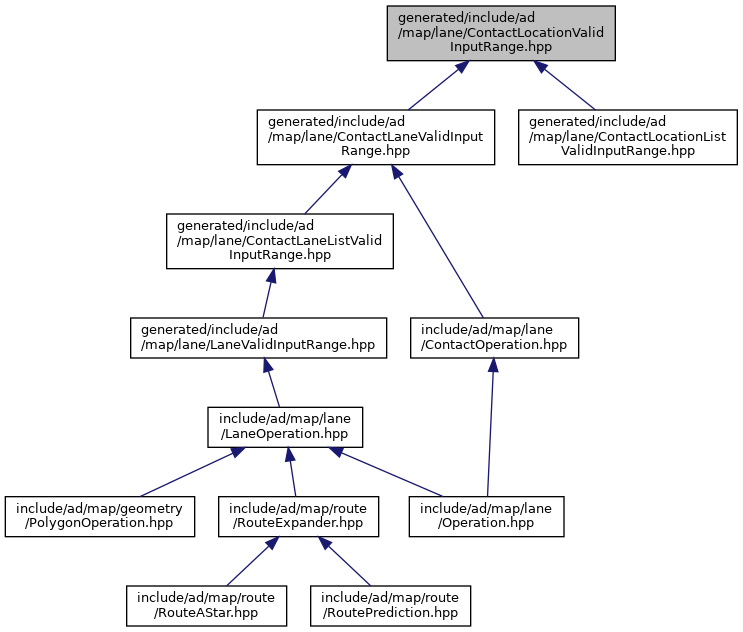 generated/include/ad
/map/lane/ContactLocationValid
InputRange.hpp
generated/include/ad
/map/lane/ContactLaneValidInput
Range.hpp
generated/include/ad
/map/lane/ContactLocationList
ValidInputRange.hpp
generated/include/ad
/map/lane/ContactLaneListValid
InputRange.hpp
generated/include/ad
/map/lane/LaneValidInputRange.hpp
include/ad/map/lane
/ContactOperation.hpp
include/ad/map/lane
/LaneOperation.hpp
include/ad/map/geometry
/PolygonOperation.hpp
include/ad/map/route
/RouteExpander.hpp
include/ad/map/lane
/Operation.hpp
include/ad/map/route
/RouteAStar.hpp
include/ad/map/route
/RoutePrediction.hpp